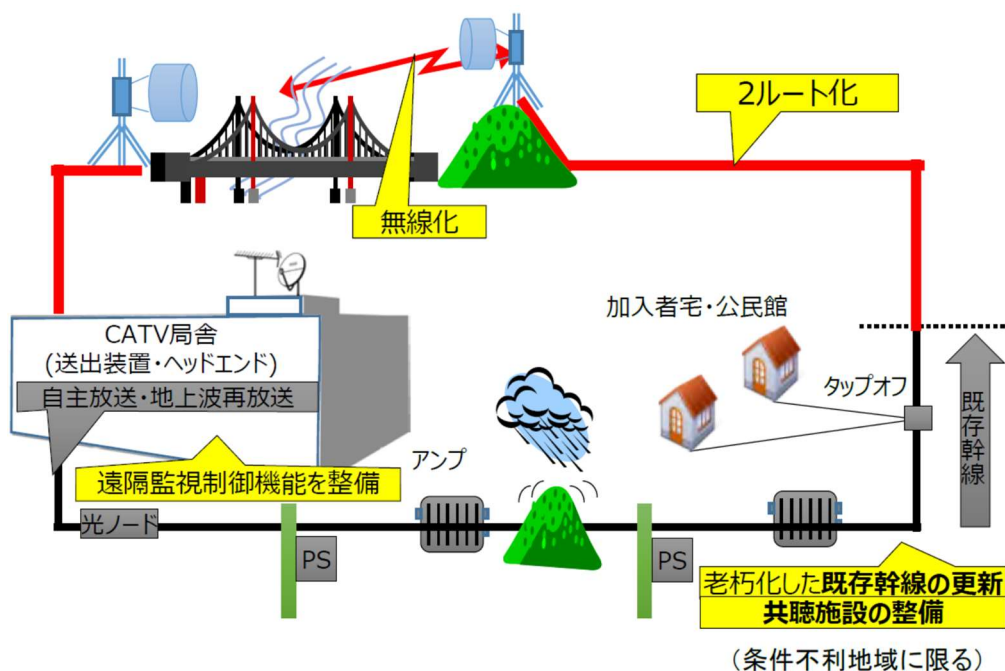 2ルート化
無線化
加入者宅・公民館
CATV局舎
(送出装置・ヘッドエンド)
自主放送・地上波再放送
タップオフ
既存幹線
アンプ
遠隔監視制御機能を整備
光ノード
PS
PS
老朽化した既存幹線の更新
共聴施設の整備
(条件不利地域に限る)